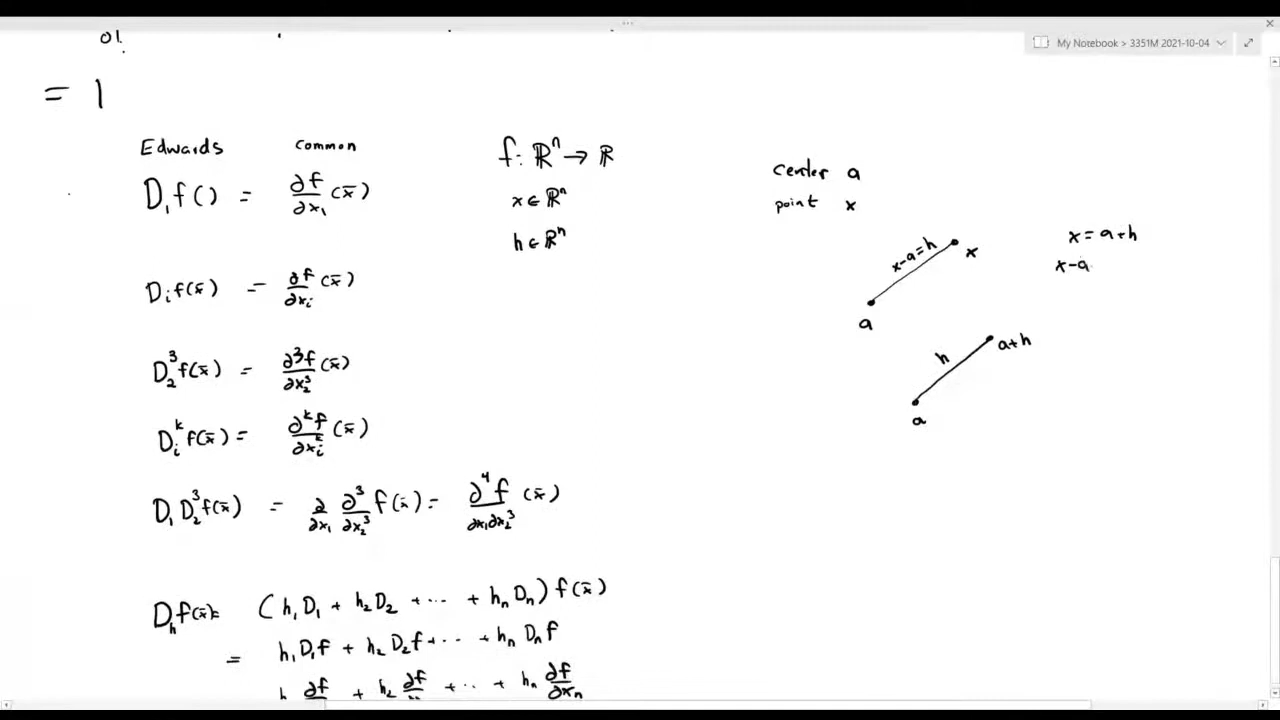 0!
My Notebook > 3351M 2021-10-04
= 1
Edwards common
D₁f() = ∂f/∂x₁ (x̄)
Dᵢf(x̄) = ∂f/∂xᵢ (x̄)
D₂³f(x̄) = ∂³f/∂x₂³ (x̄)
Dᵢᵏf(x̄) = ∂ᵏf/∂xᵢᵏ (x̄)
D₁D₂³f(x̄) = ∂/∂x₁ ∂³/∂x₂³ f(x̄) = ∂⁴f/∂x₁∂x₂³ (x̄)
Dₕf(x̄) = (h₁D₁ + h₂D₂ + ⋯ + hₙDₙ) f(x̄)
= h₁D₁f + h₂D₂f + ⋯ + hₙDₙf
h ∂f + h₂ ∂f + ⋯ + hₙ ∂f/∂xₙ
f: ℝⁿ → ℝ
x ∈ ℝⁿ
h ∈ ℝⁿ
center a
point x
x-a=h
x
a
x = a+h
x-a
h
a+h
a